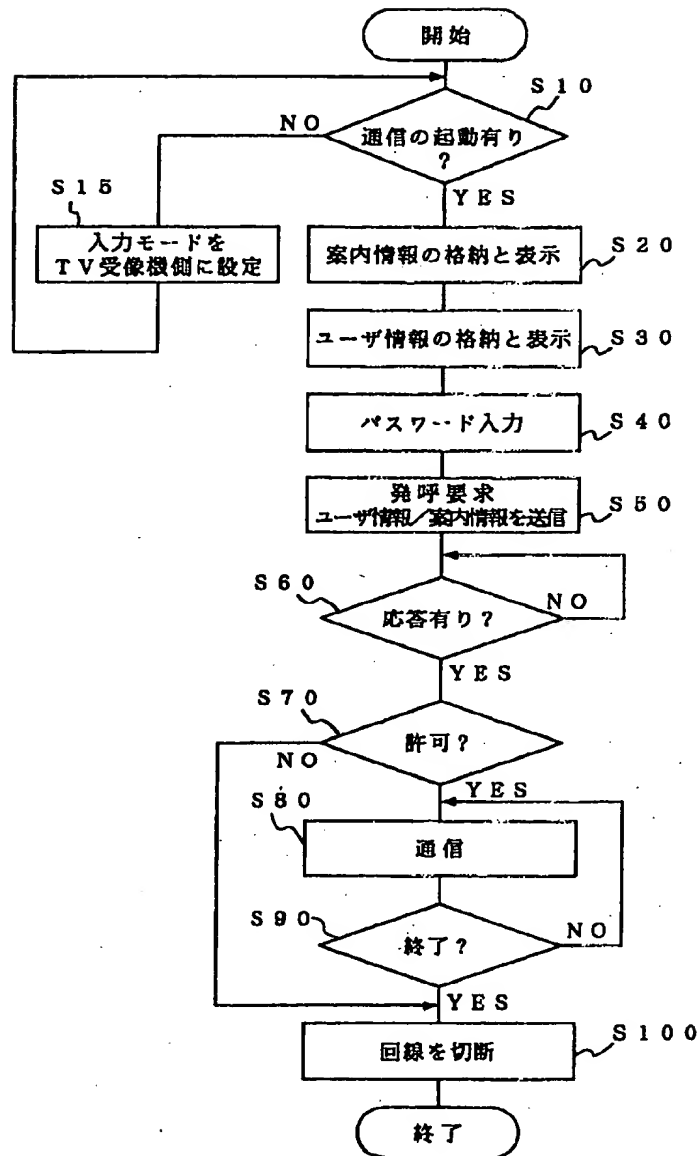 開始
S10
NO
通信の起動有り
?
S15
YES
入力モードを
TV受像機側に設定
案内情報の格納と表示
S20
ユーザ情報の格納と表示
S30
パスワード入力
S40
発呼要求
ユーザ情報/案内情報を送信
S50
S60
応答有り?
NO
YES
S70
許可?
NO
YES
S80
通信
S90
終了?
NO
YES
回線を切断
S100
終了